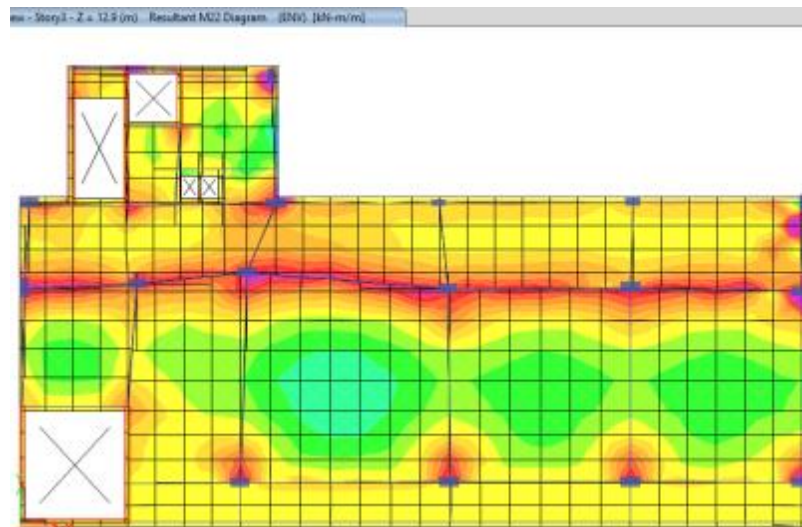 ew - Story3 - Z = 12.9 (m) Resultant M22 Diagram (ENV) [kN-m/m]